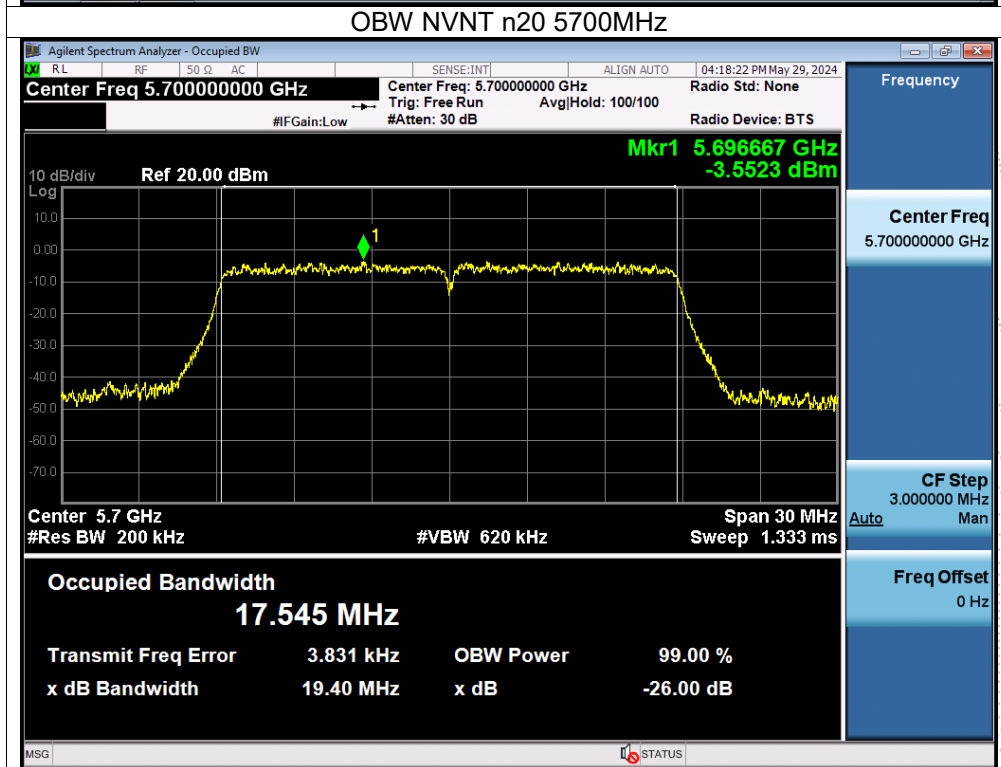 OBW NVNT n20 5700MHz
Agilent Spectrum Analyzer - Occupied BW
LXI RL RF 50 Ω AC SENSE:INT ALIGN AUTO 04:18:22 PM May 29, 2024
Center Freq 5.700000000 GHz
Center Freq: 5.700000000 GHz
Radio Std: None
Trig: Free Run Avg|Hold: 100/100
#IFGain:Low
#Atten: 30 dB
Radio Device: BTS
Frequency
Mkr1 5.696667 GHz
-3.5523 dBm
10 dB/div Ref 20.00 dBm
Log
10.0
0.00
-10.0
-20.0
-30.0
-40.0
-50.0
-60.0
-70.0
1
Center Freq
5.700000000 GHz
CF Step
3.000000 MHz
Auto Man
Freq Offset
0 Hz
Center 5.7 GHz Span 30 MHz
#Res BW 200 kHz #VBW 620 kHz Sweep 1.333 ms
Occupied Bandwidth
17.545 MHz
Transmit Freq Error 3.831 kHz OBW Power 99.00 %
x dB Bandwidth 19.40 MHz x dB -26.00 dB
MSG STATUS